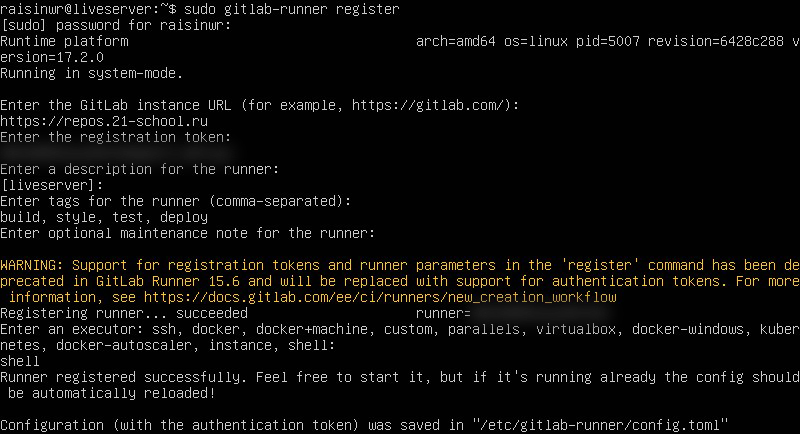 raisinwr@liveserver:~$ sudo gitlab-runner register
[sudo] password for raisinwr:
Runtime platform                                    arch=amd64 os=linux pid=5007 revision=6428c288 v
ersion=17.2.0
Running in system-mode.

Enter the GitLab instance URL (for example, https://gitlab.com/):
https://repos.21-school.ru
Enter the registration token:
Enter a description for the runner:
[liveserver]:
Enter tags for the runner (comma-separated):
build, style, test, deploy
Enter optional maintenance note for the runner:

WARNING: Support for registration tokens and runner parameters in the 'register' command has been de
precated in GitLab Runner 15.6 and will be replaced with support for authentication tokens. For more
 information, see https://docs.gitlab.com/ee/ci/runners/new_creation_workflow
Registering runner... succeeded                     runner=
Enter an executor: ssh, docker, docker+machine, custom, parallels, virtualbox, docker-windows, kuber
netes, docker-autoscaler, instance, shell:
shell
Runner registered successfully. Feel free to start it, but if it's running already the config should
 be automatically reloaded!

Configuration (with the authentication token) was saved in "/etc/gitlab-runner/config.toml"